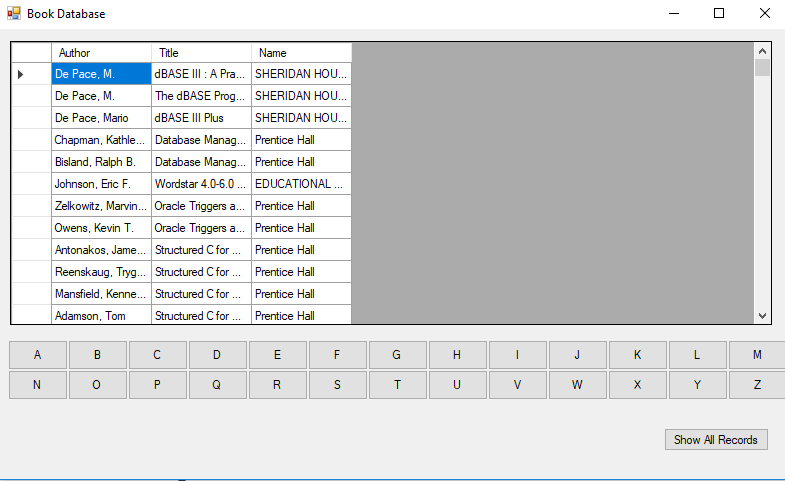 Book Database
Author Title Name
De Pace, M. dBASE III : A Pra... SHERIDAN HOU...
De Pace, M. The dBASE Prog... SHERIDAN HOU...
De Pace, Mario dBASE III Plus SHERIDAN HOU...
Chapman, Kathle... Database Manag... Prentice Hall
Bisland, Ralph B. Database Manag... Prentice Hall
Johnson, Eric F. Wordstar 4.0-6.0 ... EDUCATIONAL ...
Zelkowitz, Marvin... Oracle Triggers a... Prentice Hall
Owens, Kevin T. Oracle Triggers a... Prentice Hall
Antonakos, Jame... Structured C for ... Prentice Hall
Reenskaug, Tryg... Structured C for ... Prentice Hall
Mansfield, Kenne... Structured C for ... Prentice Hall
Adamson, Tom Structured C for ... Prentice Hall
A B C D E F G H I J K L M
N O P Q R S T U V W X Y Z
Show All Records